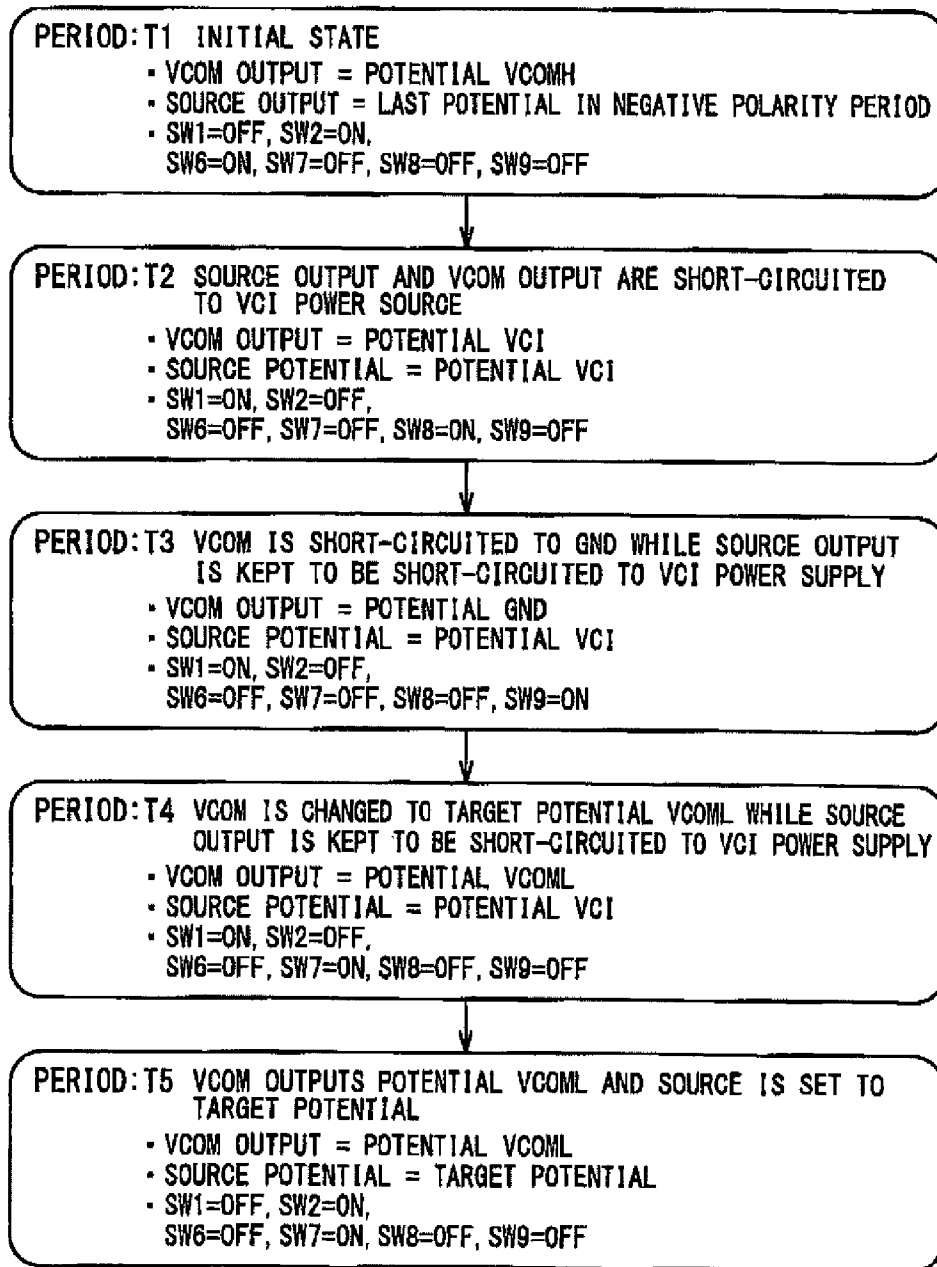 PERIOD:T1 INITIAL STATE
▪ VCOM OUTPUT = POTENTIAL VCOMH
▪ SOURCE OUTPUT = LAST POTENTIAL IN NEGATIVE POLARITY PERIOD
▪ SW1=OFF, SW2=ON,
SW6=ON, SW7=OFF, SW8=OFF, SW9=OFF
PERIOD:T2 SOURCE OUTPUT AND VCOM OUTPUT ARE SHORT-CIRCUITED
TO VCI POWER SOURCE
▪ VCOM OUTPUT = POTENTIAL VCI
▪ SOURCE POTENTIAL = POTENTIAL VCI
▪ SW1=ON, SW2=OFF,
SW6=OFF, SW7=OFF, SW8=ON, SW9=OFF
PERIOD:T3 VCOM IS SHORT-CIRCUITED TO GND WHILE SOURCE OUTPUT
IS KEPT TO BE SHORT-CIRCUITED TO VCI POWER SUPPLY
▪ VCOM OUTPUT = POTENTIAL GND
▪ SOURCE POTENTIAL = POTENTIAL VCI
▪ SW1=ON, SW2=OFF,
SW6=OFF, SW7=OFF, SW8=OFF, SW9=ON
PERIOD:T4 VCOM IS CHANGED TO TARGET POTENTIAL VCOML WHILE SOURCE
OUTPUT IS KEPT TO BE SHORT-CIRCUITED TO VCI POWER SUPPLY
▪ VCOM OUTPUT = POTENTIAL VCOML
▪ SOURCE POTENTIAL = POTENTIAL VCI
▪ SW1=ON, SW2=OFF,
SW6=OFF, SW7=ON, SW8=OFF, SW9=OFF
PERIOD:T5 VCOM OUTPUTS POTENTIAL VCOML AND SOURCE IS SET TO
TARGET POTENTIAL
▪ VCOM OUTPUT = POTENTIAL VCOML
▪ SOURCE POTENTIAL = TARGET POTENTIAL
▪ SW1=OFF, SW2=ON,
SW6=OFF, SW7=ON, SW8=OFF, SW9=OFF